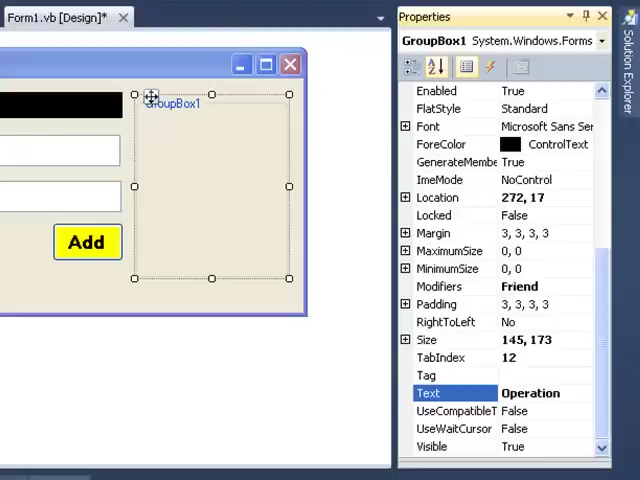 Form1.vb [Design]*
Properties
GroupBox1 System.Windows.Forms
Solution Explorer
Enabled True
FlatStyle Standard
Font Microsoft Sans Ser
ForeColor ControlText
GenerateMembe True
ImeMode NoControl
Location 272, 17
Locked False
Margin 3, 3, 3, 3
MaximumSize 0, 0
MinimumSize 0, 0
Modifiers Friend
Padding 3, 3, 3, 3
RightToLeft No
Size 145, 173
TabIndex 12
Tag
Text Operation
UseCompatibleT False
UseWaitCursor False
Visible True
GroupBox1
Add